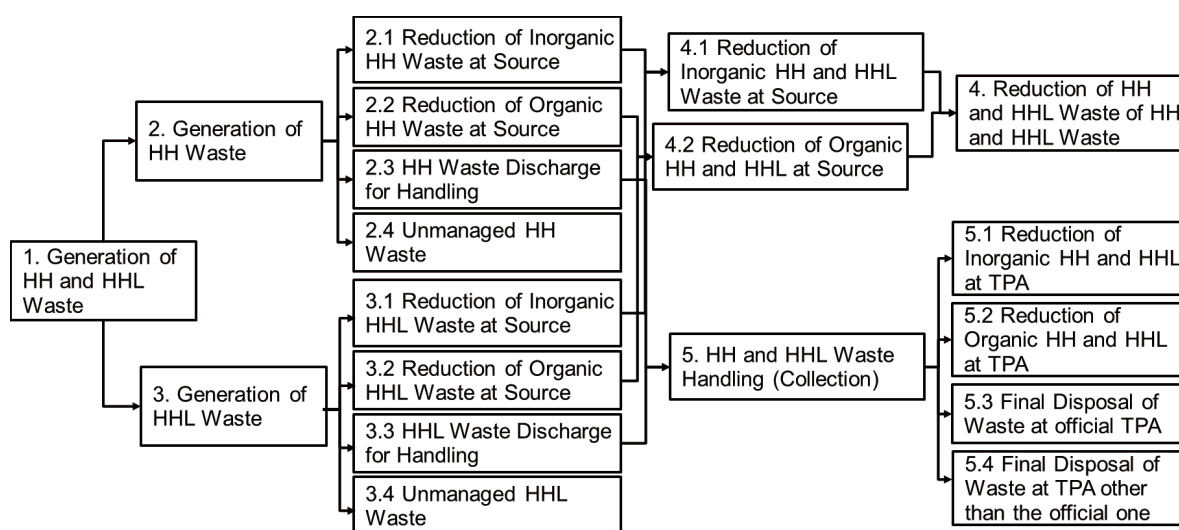 1. Generation of
HH and HHL
Waste
2. Generation of
HH Waste
3. Generation of
HHL Waste
2.1 Reduction of Inorganic
HH Waste at Source
2.2 Reduction of Organic
HH Waste at Source
2.3 HH Waste Discharge
for Handling
2.4 Unmanaged HH
Waste
3.1 Reduction of Inorganic
HHL Waste at Source
3.2 Reduction of Organic
HHL Waste at Source
3.3 HHL Waste Discharge
for Handling
3.4 Unmanaged HHL
Waste
4.1 Reduction of
Inorganic HH and HHL
Waste at Source
4.2 Reduction of Organic
HH and HHL at Source
4. Reduction of HH
and HHL Waste of HH
and HHL Waste
5. HH and HHL Waste
Handling (Collection)
5.1 Reduction of
Inorganic HH and HHL
at TPA
5.2 Reduction of
Organic HH and HHL
at TPA
5.3 Final Disposal of
Waste at official TPA
5.4 Final Disposal of
Waste at TPA other
than the official one